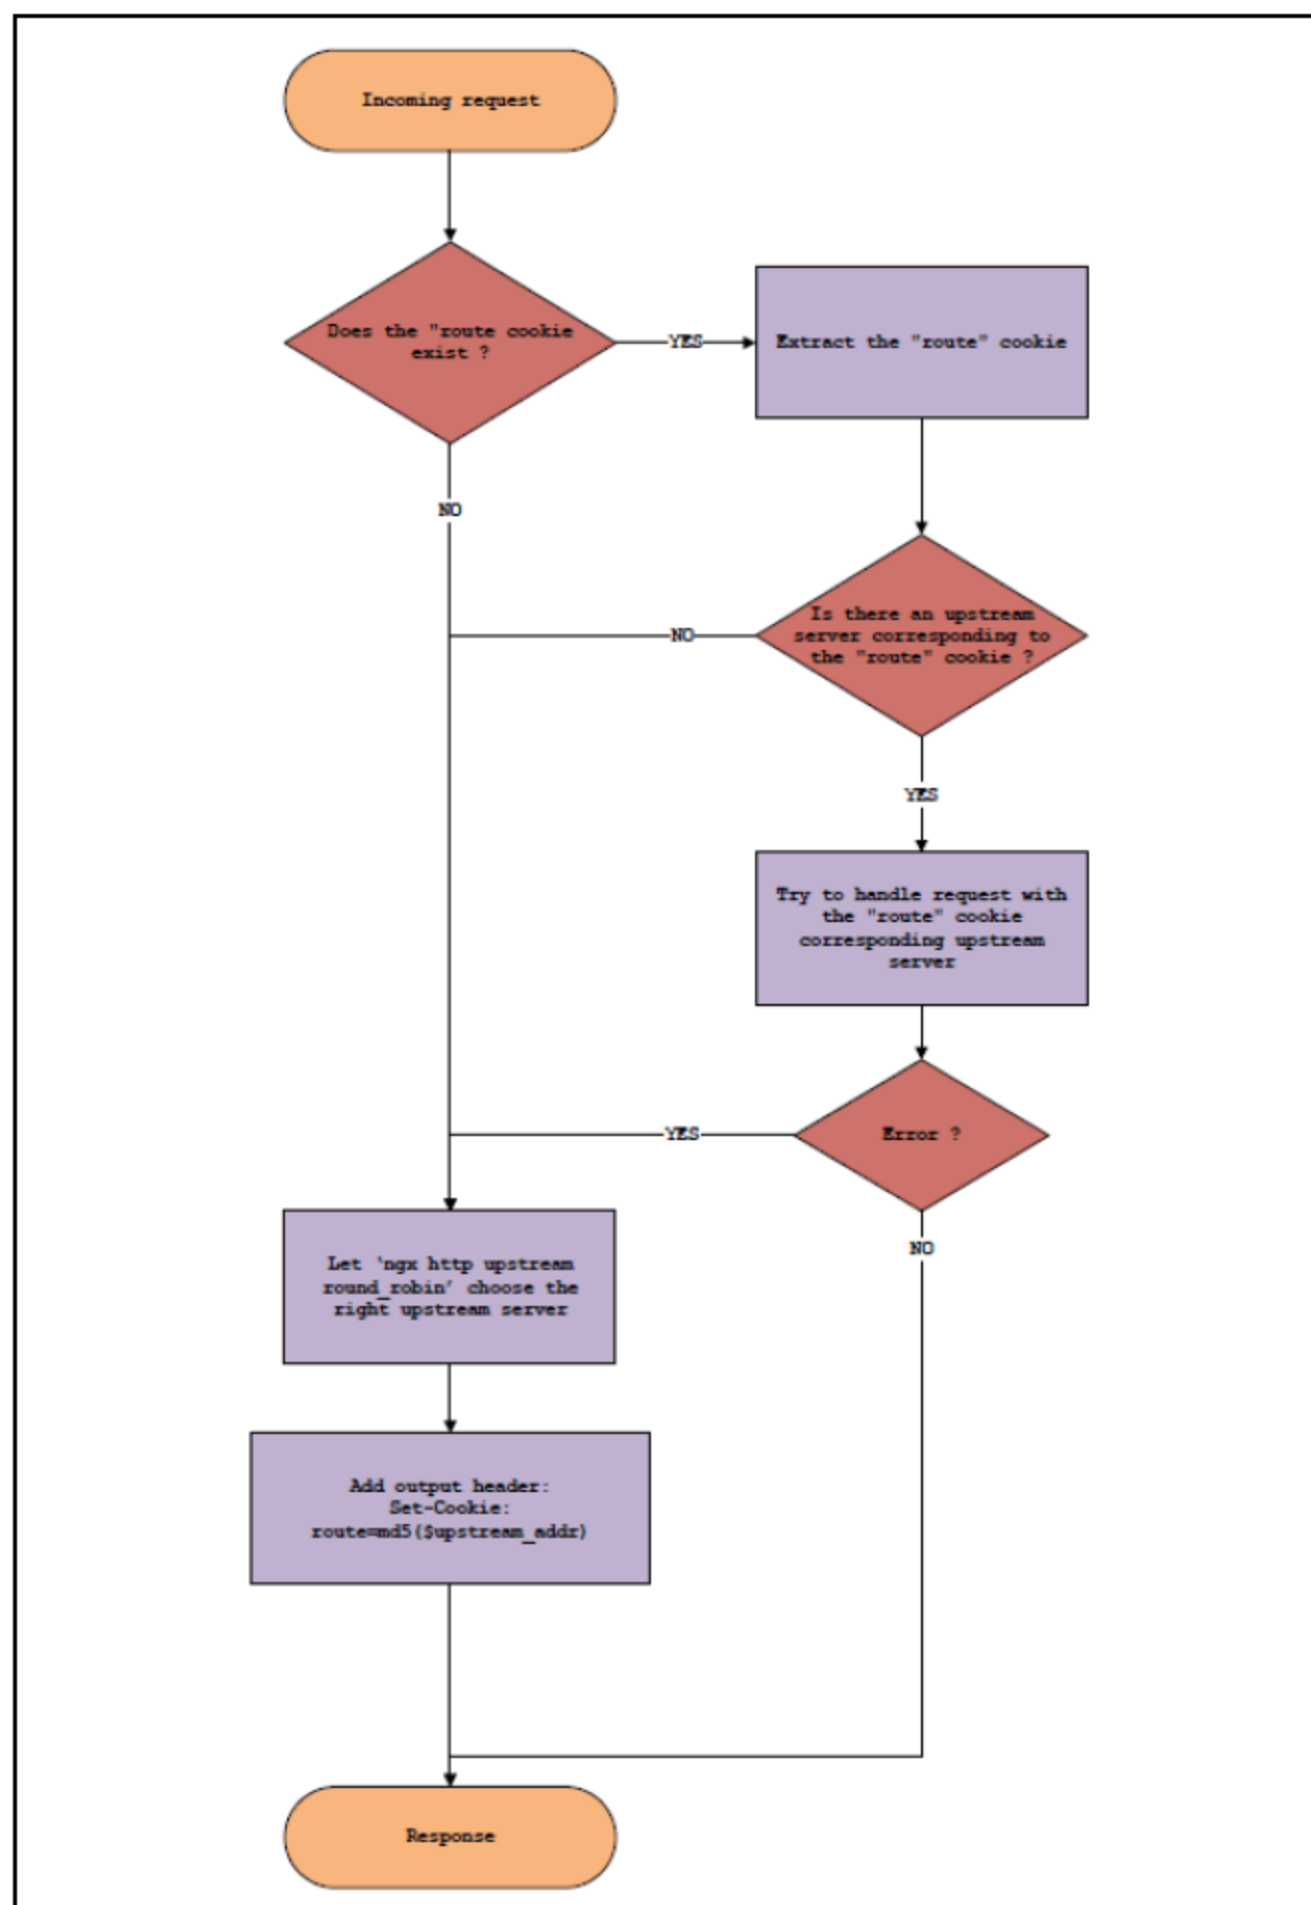 Incoming request
Does the "route cookie
exist ?
YES
Extract the "route" cookie
NO
Is there an upstream
server corresponding to
the "route" cookie ?
NO
YES
Try to handle request with
the "route" cookie
corresponding upstream
server
Error ?
YES
NO
Let 'ngx http upstream
round_robin' choose the
right upstream server
Add output header:
Set-Cookie:
route=md5($upstream_addr)
Response